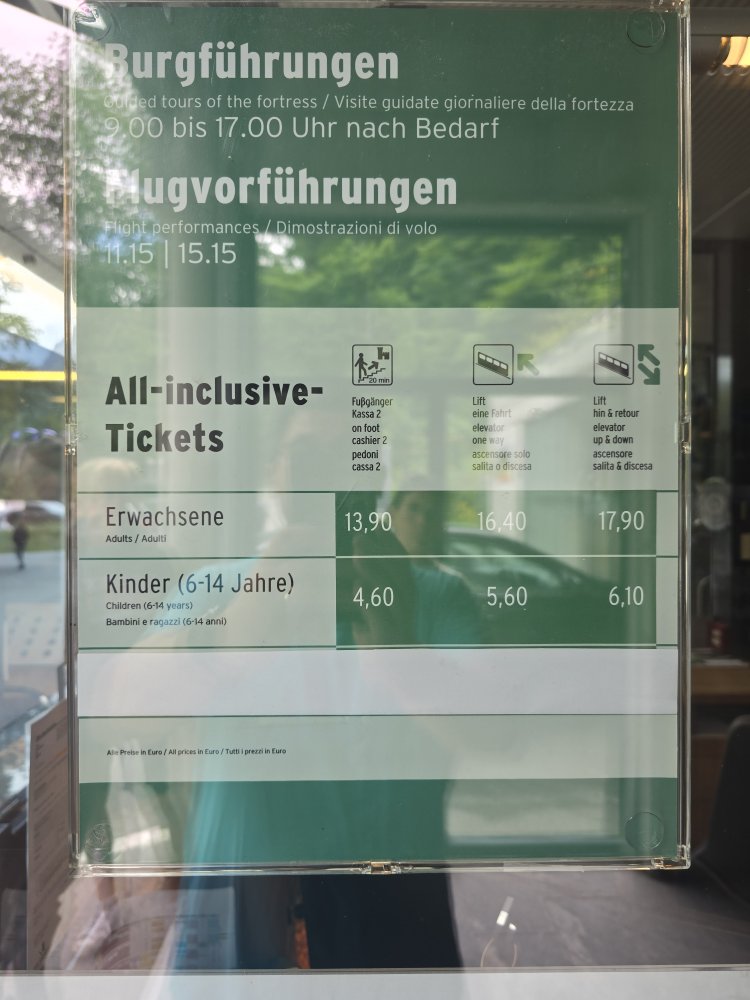 Burgführungen
Guided tours of the fortress / Visite guidate giornaliere della fortezza
9.00 bis 17.00 Uhr nach Bedarf
Flugvorführungen
Flight performances / Dimostrazioni di volo
11.15 | 15.15
All-inclusive-
Tickets
20 min
Fußgänger
Kassa 2
on foot
cashier 2
pedoni
cassa 2
Lift
eine Fahrt
elevator
one way
ascensore solo
salita o discesa
Lift
hin & retour
elevator
up & down
ascensore
salita & discesa
Erwachsene
Adults / Adulti
13,90 16,40 17,90
Kinder (6-14 Jahre)
Children (6-14 years)
Bambini e ragazzi (6-14 anni)
4,60 5,60 6,10
Alle Preise in Euro / All prices in Euro / Tutti i prezzi in Euro